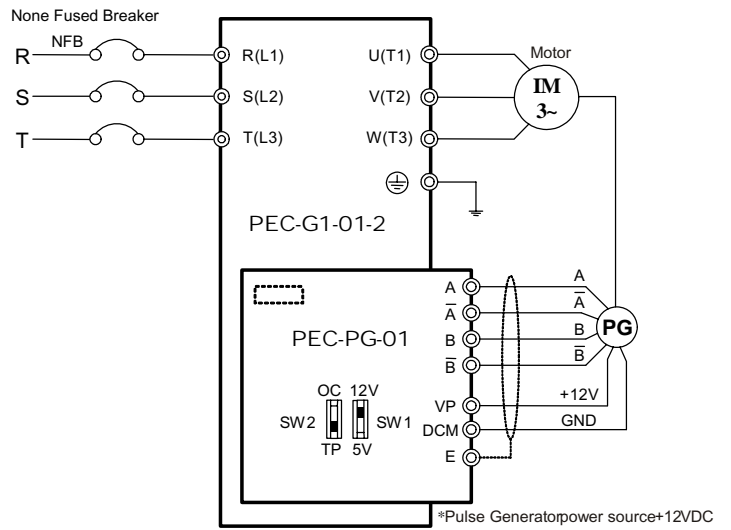 None Fused Breaker
NFB
R
R(L1)
U(T1)
Motor
S
S(L2)
V(T2)
IM
3~
T
T(L3)
W(T3)
PEC-G1-01-2
A
A
A̅
A̅
PEC-PG-01
B
B
PG
B̅
B̅
OC 12V
VP
+12V
SW2
SW1
DCM
GND
TP 5V
E
*Pulse Generatorpower source+12VDC